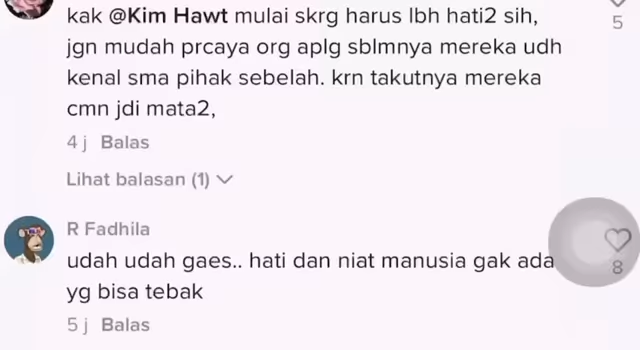 kak @Kim Hawt mulai skrg harus lbh hati2 sih,
5
jgn mudah prcaya org aplg sblmnya mereka udh
kenal sma pihak sebelah. krn takutnya mereka
cmn jdi mata2,
4 j Balas
Lihat balasan (1)
R Fadhila
udah udah gaes.. hati dan niat manusia gak ada
8
yg bisa tebak
5 j Balas